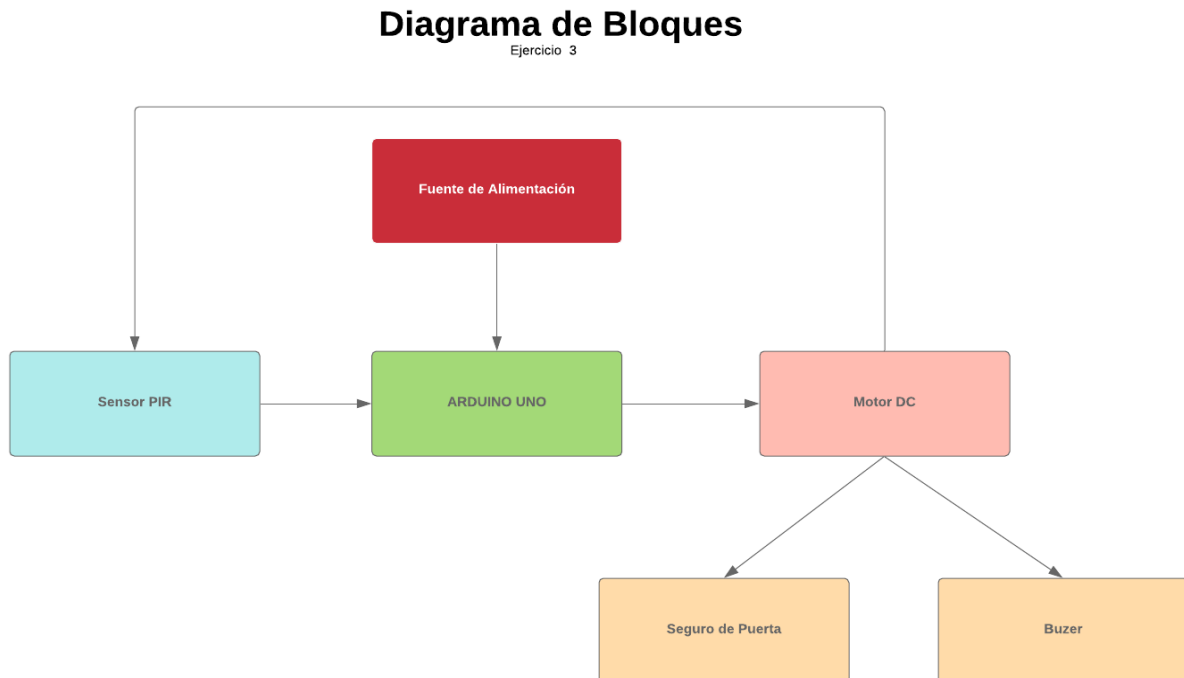 Diagrama de Bloques
Ejercicio 3
Fuente de Alimentación
Sensor PIR
ARDUINO UNO
Motor DC
Seguro de Puerta
Buzer